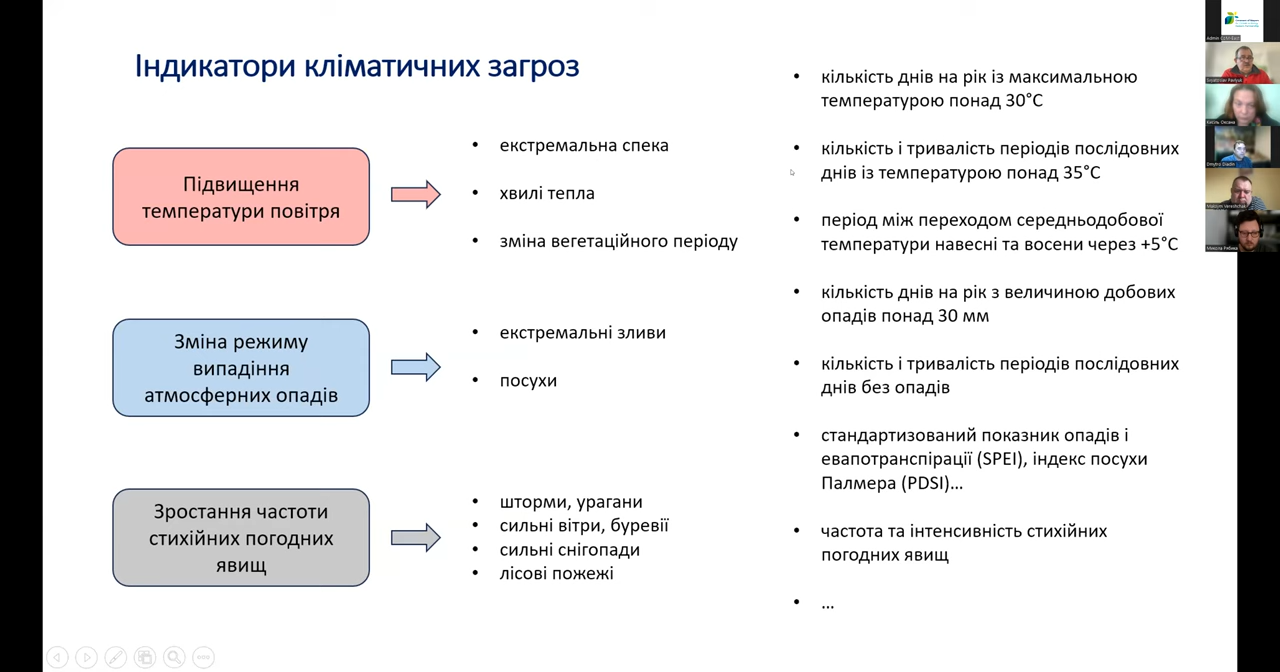 Індикатори кліматичних загроз
Підвищення
температури повітря
• екстремальна спека
• хвилі тепла
• зміна вегетаційного періоду
Зміна режиму
випадіння
атмосферних опадів
• екстремальні зливи
• посухи
Зростання частоти
стихійних погодних
явищ
• шторми, урагани
• сильні вітри, буревії
• сильні снігопади
• лісові пожежі
• кількість днів на рік із максимальною
температурою понад 30°C
• кількість і тривалість періодів послідовних
днів із температурою понад 35°C
• період між переходом середньодобової
температури навесні та восени через +5°C
• кількість днів на рік з величиною добових
опадів понад 30 мм
• кількість і тривалість періодів послідовних
днів без опадів
• стандартизований показник опадів і
евапотранспірації (SPEI), індекс посухи
Палмера (PDSI)…
• частота та інтенсивність стихійних
погодних явищ
• …